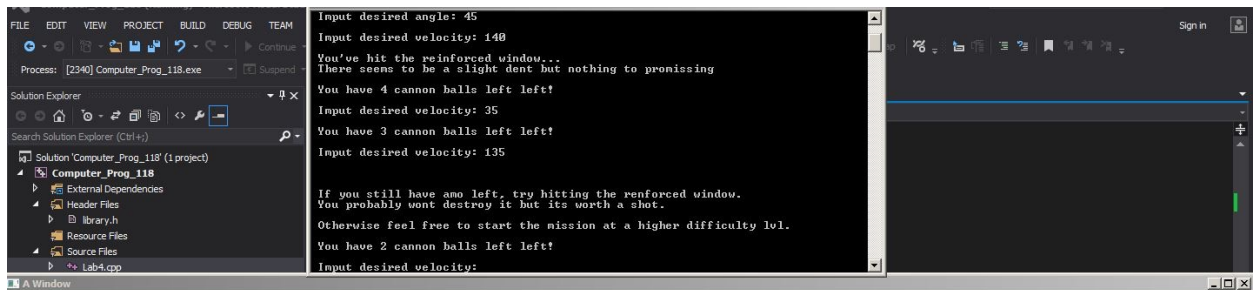 FILE EDIT VIEW PROJECT BUILD DEBUG TEAM
Sign in
Continue
Process: [2340] Computer_Prog_118.exe
Suspend
Solution Explorer
Search Solution Explorer (Ctrl+;)
Solution 'Computer_Prog_118' (1 project)
Computer_Prog_118
External Dependencies
Header Files
library.h
Resource Files
Source Files
Lab4.cpp
Imput desired angle: 45
Imput desired velocity: 140
You've hit the reinforced window...
There seems to be a slight dent but nothing to promissing
You have 4 cannon balls left left!
Imput desired velocity: 35
You have 3 cannon balls left left!
Imput desired velocity: 135
If you still have amo left, try hitting the renforced window.
You probably wont destroy it but its worth a shot.
Otherwise feel free to start the mission at a higher difficulty lvl.
You have 2 cannon balls left left!
Imput desired velocity:
A Window